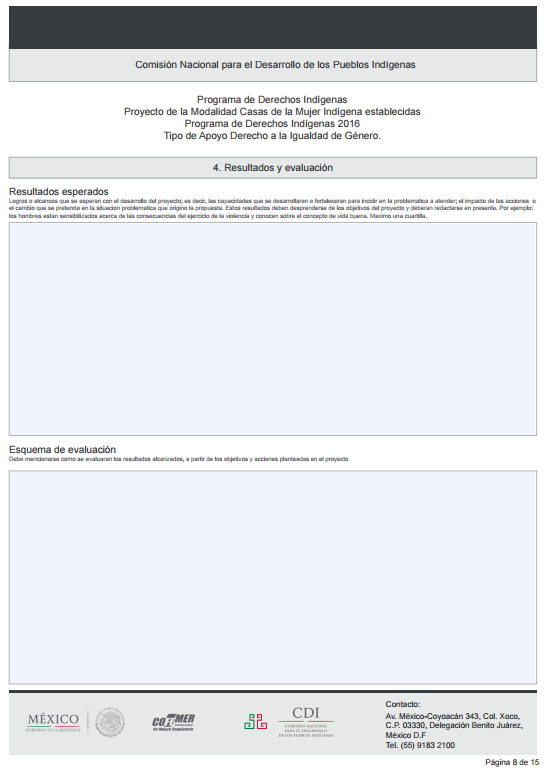 Comisión Nacional para el Desarrollo de los Pueblos Indígenas
Programa de Derechos Indígenas
Proyecto de la Modalidad Casas de la Mujer Indígena establecidas
Programa de Derechos Indígenas 2016
Tipo de Apoyo Derecho a la Igualdad de Género.
4. Resultados y evaluación
Resultados esperados
Logros o alcances que se esperan con el desarrollo del proyecto; es decir, las capacidades que se desarrollaran o fortaleceran para incidir en la problematica a atender; el impacto de las acciones o
el cambio que se pretende en la situación problematica que origino la propuesta. Estos resultados deben desprenderse de los objetivos del proyecto y deberan redactarse en presente. Por ejemplo:
los hombres estan sensibilizados acerca de las consecuencias del ejercicio de la violencia y conocen sobre el concepto de vida buena. Maximo una cuartilla.
Esquema de evaluación
Debe mencionarse como se evaluaran los resultados alcanzados, a partir de los objetivos y acciones planteadas en el proyecto
MÉXICO
GOBIERNO DE LA REPÚBLICA
COFEMER
de Mejora Regulatoria
CDI
COMISIÓN NACIONAL
PARA EL DESARROLLO
DE LOS PUEBLOS INDÍGENAS
Contacto:
Av. México-Coyoacán 343, Col. Xoco,
C.P. 03330, Delegación Benito Juárez,
México D.F
Tel. (55) 9183 2100
Página 8 de 15